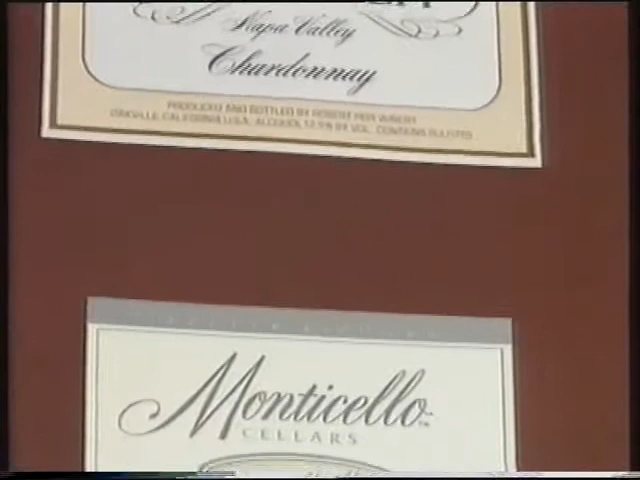 Napa Valley
Chardonnay
PRODUCED AND BOTTLED BY ROBERT PEPI WINERY
OAKVILLE, CALIFORNIA U.S.A. ALCOHOL 12.5% BY VOL. CONTAINS SULFITES
Monticello™
CELLARS